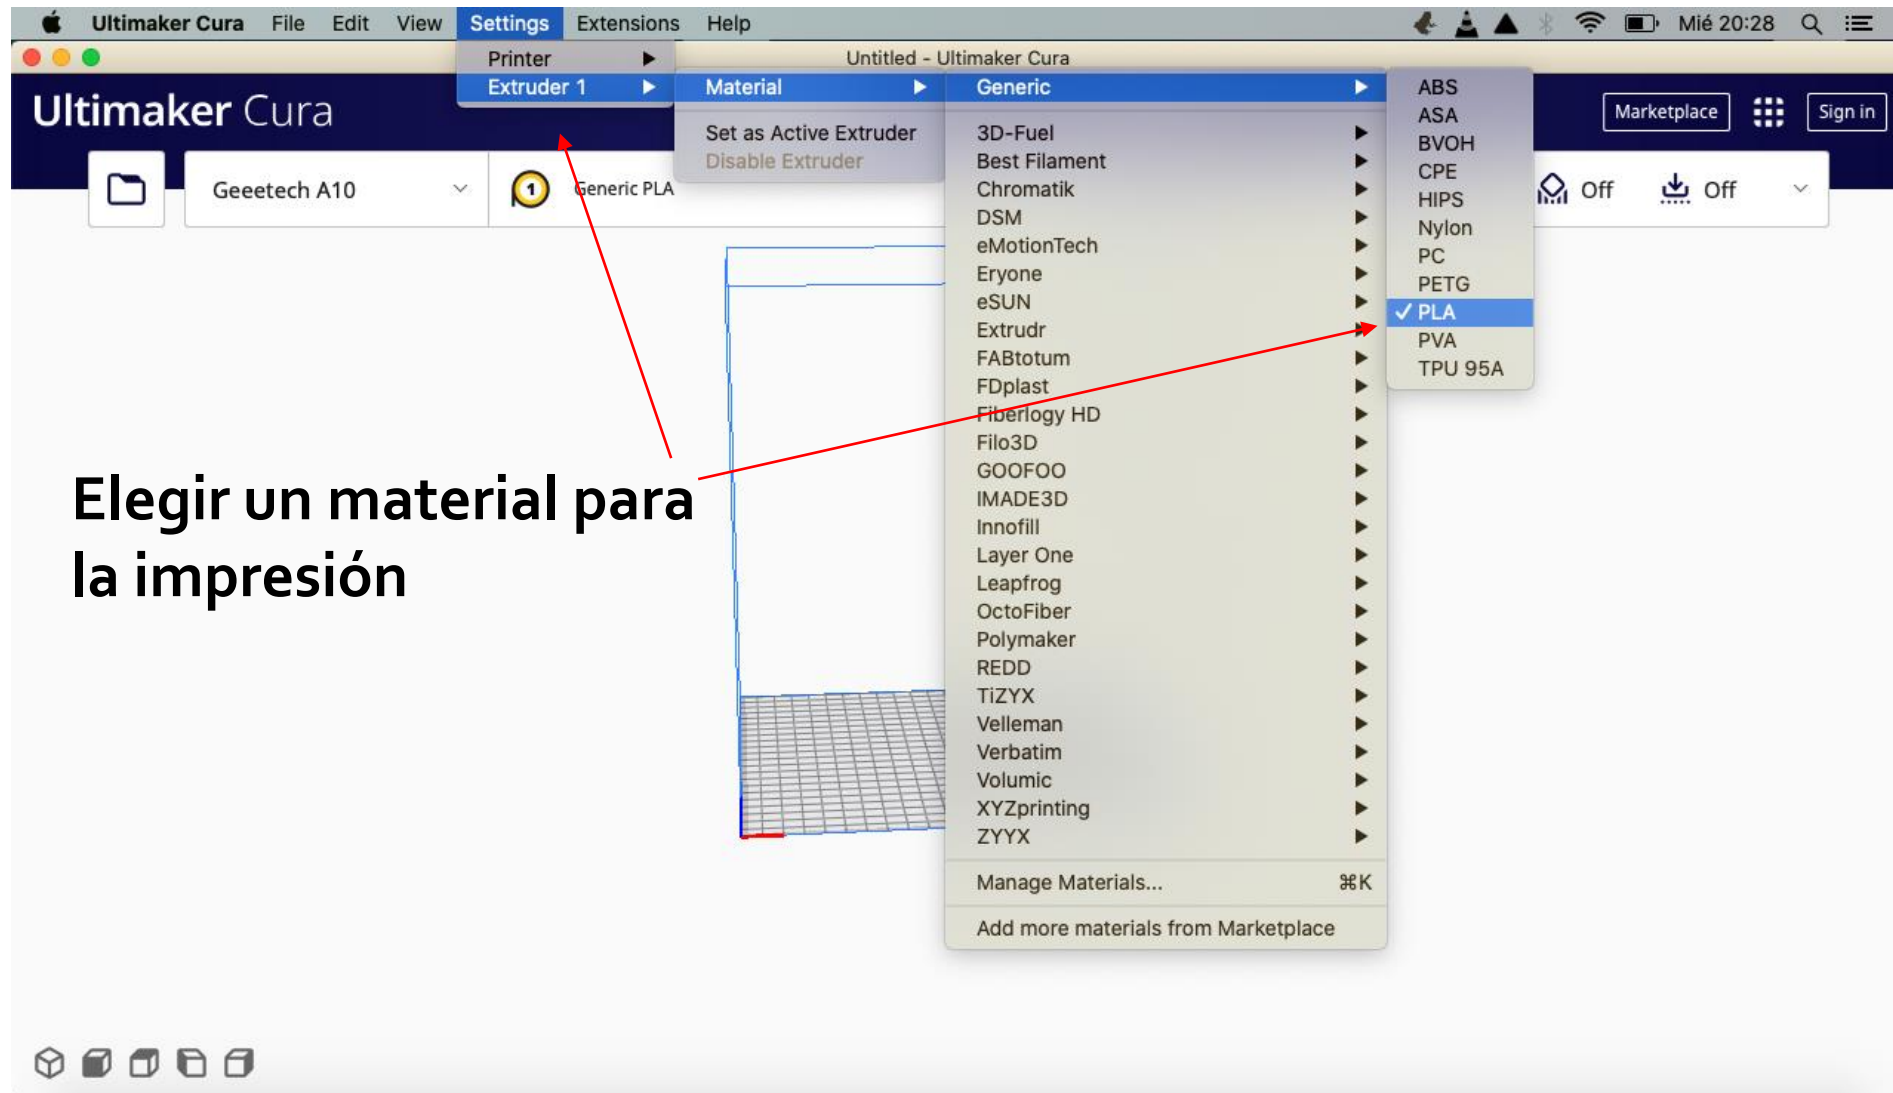 Ultimaker Cura File Edit View Settings Extensions Help Mié 20:28
Untitled - Ultimaker Cura
Printer
Extruder 1
Material
Set as Active Extruder
Disable Extruder
Generic
3D-Fuel
Best Filament
Chromatik
DSM
eMotionTech
Eryone
eSUN
Extrudr
FABtotum
FDplast
Fiberlogy HD
Filo3D
GOOFOO
IMADE3D
Innofill
Layer One
Leapfrog
OctoFiber
Polymaker
REDD
TiZYX
Velleman
Verbatim
Volumic
XYZprinting
ZYYX
Manage Materials... ⌘K
Add more materials from Marketplace
ABS
ASA
BVOH
CPE
HIPS
Nylon
PC
PETG
✓ PLA
PVA
TPU 95A
Ultimaker Cura
Marketplace
Sign in
Geeetech A10
1
Generic PLA
Off
Off
Elegir un material para
la impresión